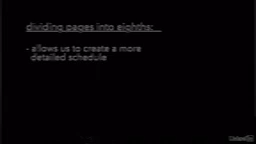 dividing pages into eighths:
- allows us to create a more
detailed schedule